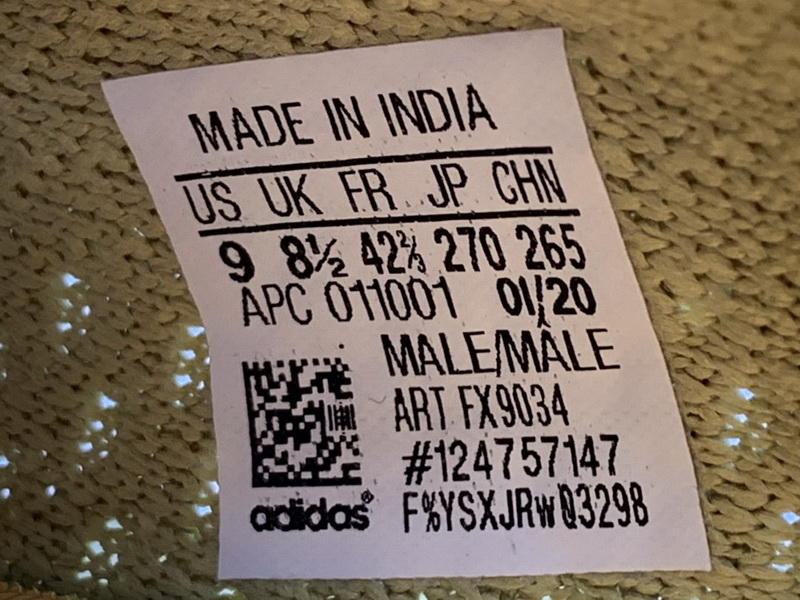 MADE IN INDIA
US UK FR JP CHN
9 8½ 42⅔ 270 265
APC 011001 01/20
MALE/MÂLE
ART FX9034
#124757147
adidas® F%YSXJRwQ3298